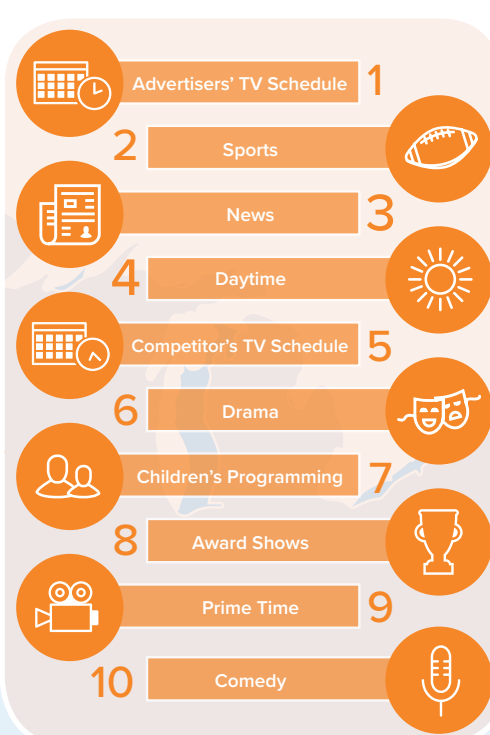 Advertisers’ TV Schedule 1
2 Sports
News 3
4 Daytime
Competitor’s TV Schedule 5
6 Drama
Children’s Programming 7
8 Award Shows
Prime Time 9
10 Comedy